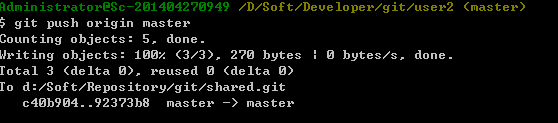 Administrator@Sc-201404270949 /D/Soft/Developer/git/user2 (master)
$ git push origin master
Counting objects: 5, done.
Writing objects: 100% (3/3), 270 bytes ¦ 0 bytes/s, done.
Total 3 (delta 0), reused 0 (delta 0)
To d:/Soft/Repository/git/shared.git
   c40b904..92373b8  master -> master